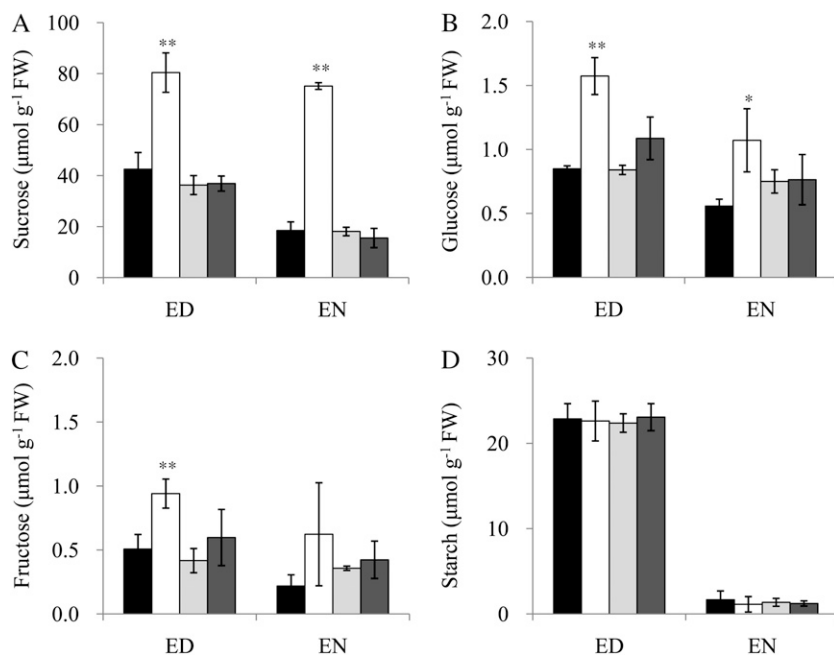 A
Sucrose (µmol g⁻¹ FW)
100
80
60
40
20
0
**
**
ED EN
B
Glucose (µmol g⁻¹ FW)
2.0
1.5
1.0
0.5
0.0
**
*
ED EN
C
Fructose (µmol g⁻¹ FW)
2.0
1.5
1.0
0.5
0.0
**
ED EN
D
Starch (µmol g⁻¹ FW)
30
20
10
0
ED EN